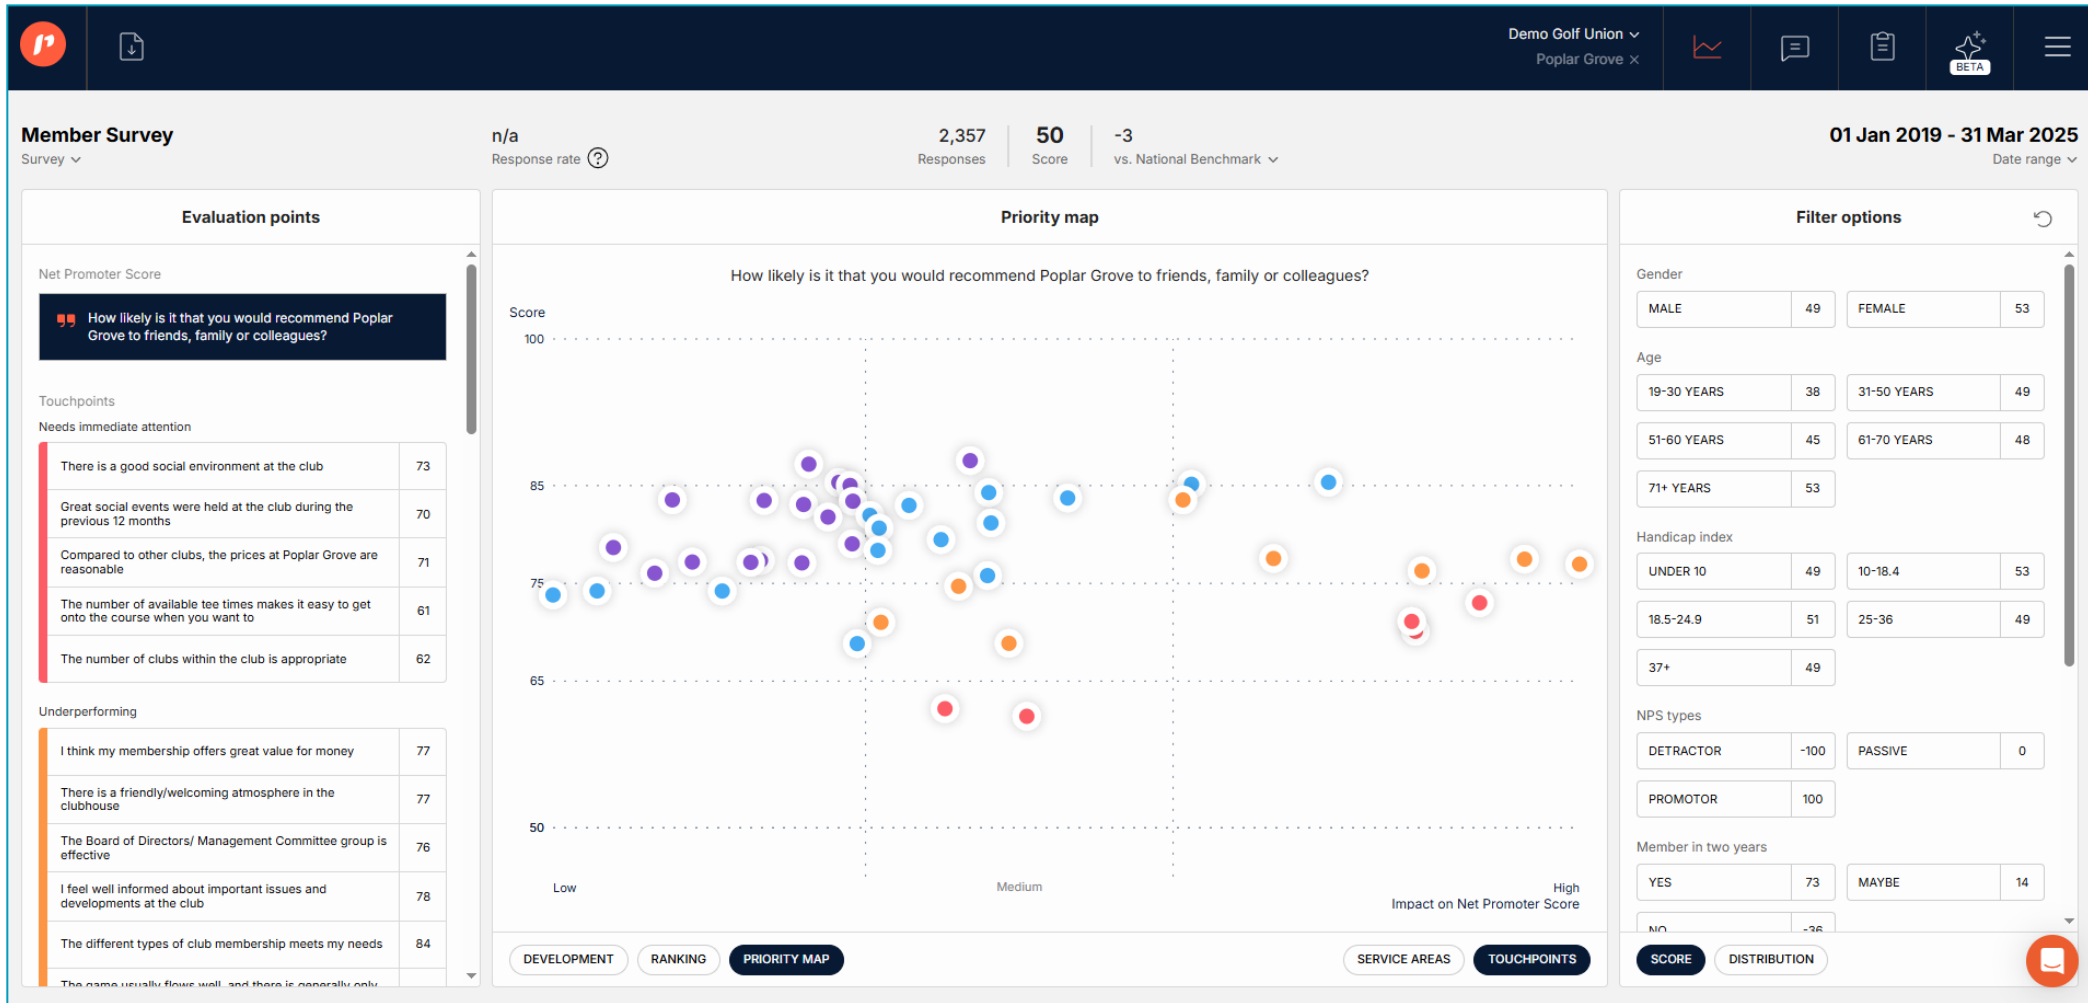 Demo Golf Union
Poplar Grove ×
BETA
Member Survey
Survey
n/a
Response rate ?
2,357
Responses
50
Score
-3
vs. National Benchmark
01 Jan 2019 - 31 Mar 2025
Date range
Evaluation points
Net Promoter Score
How likely is it that you would recommend Poplar
Grove to friends, family or colleagues?
Touchpoints
Needs immediate attention
There is a good social environment at the club 73
Great social events were held at the club during the
previous 12 months 70
Compared to other clubs, the prices at Poplar Grove are
reasonable 71
The number of available tee times makes it easy to get
onto the course when you want to 61
The number of clubs within the club is appropriate 62
Underperforming
I think my membership offers great value for money 77
There is a friendly/welcoming atmosphere in the
clubhouse 77
The Board of Directors/ Management Committee group is
effective 76
I feel well informed about important issues and
developments at the club 78
The different types of club membership meets my needs 84
The game usually flows well, and there is generally only
Priority map
How likely is it that you would recommend Poplar Grove to friends, family or colleagues?
Score
100
85
75
65
50
Low
Medium
High
Impact on Net Promoter Score
DEVELOPMENT
RANKING
PRIORITY MAP
SERVICE AREAS
TOUCHPOINTS
Filter options
Gender
MALE 49
FEMALE 53
Age
19-30 YEARS 38
31-50 YEARS 49
51-60 YEARS 45
61-70 YEARS 48
71+ YEARS 53
Handicap index
UNDER 10 49
10-18.4 53
18.5-24.9 51
25-36 49
37+ 49
NPS types
DETRACTOR -100
PASSIVE 0
PROMOTOR 100
Member in two years
YES 73
MAYBE 14
NO -36
SCORE
DISTRIBUTION